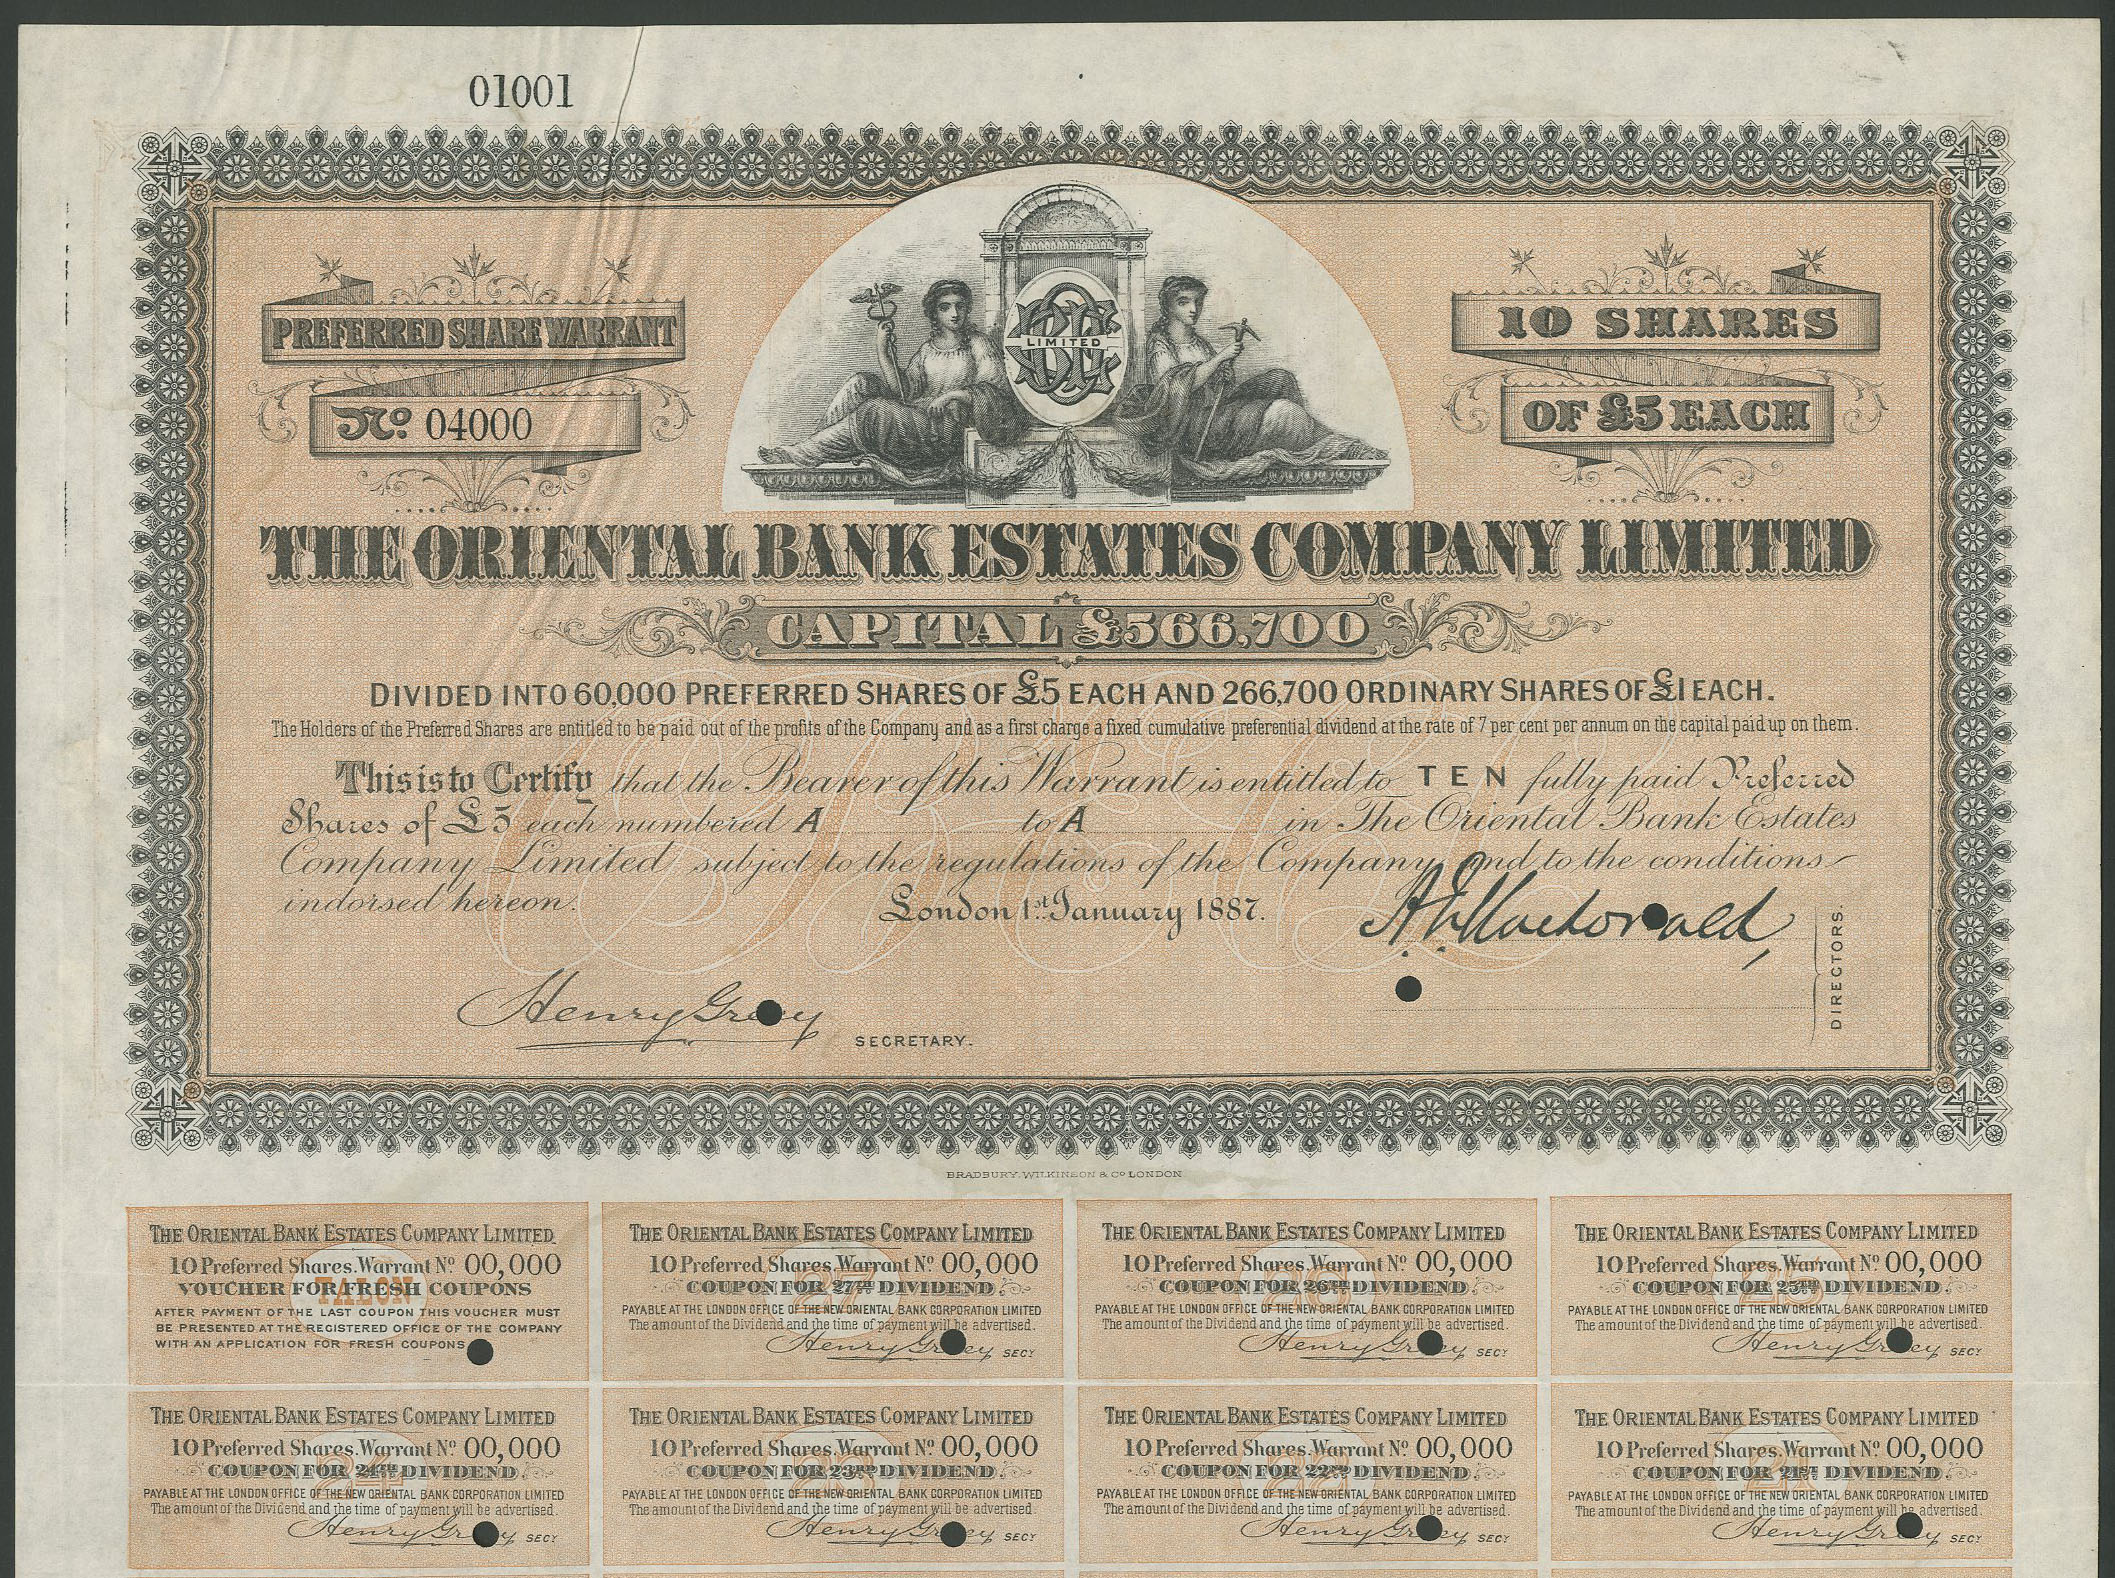 01001
PREFERRED SHARE WARRANT
No. 04000
LIMITED
10 SHARES
OF £5 EACH
THE ORIENTAL BANK ESTATES COMPANY LIMITED
CAPITAL £566,700
DIVIDED INTO 60,000 PREFERRED SHARES OF £5 EACH AND 266,700 ORDINARY SHARES OF £1 EACH.
The Holders of the Preferred Shares are entitled to be paid out of the profits of the Company and as a first charge a fixed cumulative preferential dividend at the rate of 7 per cent per annum on the capital paid up on them.
This is to Certify that the Bearer of this Warrant is entitled to TEN fully paid Preferred
Shares of £5 each numbered A to A in The Oriental Bank Estates
Company Limited subject to the regulations of the Company and to the conditions
indorsed hereon.
London 1st January 1887.
Macdonald
DIRECTORS.
Henry Gracy
SECRETARY.
BRADBURY, WILKINSON & Co LONDON
THE ORIENTAL BANK ESTATES COMPANY LIMITED.
10 Preferred Shares. Warrant No 00,000
TALON
VOUCHER FOR FRESH COUPONS
AFTER PAYMENT OF THE LAST COUPON THIS VOUCHER MUST
BE PRESENTED AT THE REGISTERED OFFICE OF THE COMPANY
WITH AN APPLICATION FOR FRESH COUPONS
THE ORIENTAL BANK ESTATES COMPANY LIMITED
10 Preferred Shares. Warrant No 00,000
27
COUPON FOR 27TH DIVIDEND.
PAYABLE AT THE LONDON OFFICE OF THE NEW ORIENTAL BANK CORPORATION LIMITED
The amount of the Dividend and the time of payment will be advertised.
Henry Gracy SECY
THE ORIENTAL BANK ESTATES COMPANY LIMITED
10 Preferred Shares. Warrant No 00,000
26
COUPON FOR 26TH DIVIDEND.
PAYABLE AT THE LONDON OFFICE OF THE NEW ORIENTAL BANK CORPORATION LIMITED
The amount of the Dividend and the time of payment will be advertised.
Henry Gracy SECY
THE ORIENTAL BANK ESTATES COMPANY LIMITED
10 Preferred Shares. Warrant No 00,000
25
COUPON FOR 25TH DIVIDEND.
PAYABLE AT THE LONDON OFFICE OF THE NEW ORIENTAL BANK CORPORATION LIMITED
The amount of the Dividend and the time of payment will be advertised.
Henry Gracy SECY
THE ORIENTAL BANK ESTATES COMPANY LIMITED
10 Preferred Shares. Warrant No 00,000
24
COUPON FOR 24TH DIVIDEND.
PAYABLE AT THE LONDON OFFICE OF THE NEW ORIENTAL BANK CORPORATION LIMITED
The amount of the Dividend and the time of payment will be advertised.
Henry Gracy SECY
THE ORIENTAL BANK ESTATES COMPANY LIMITED
10 Preferred Shares. Warrant No 00,000
23
COUPON FOR 23RD DIVIDEND.
PAYABLE AT THE LONDON OFFICE OF THE NEW ORIENTAL BANK CORPORATION LIMITED
The amount of the Dividend and the time of payment will be advertised.
Henry Gracy SECY
THE ORIENTAL BANK ESTATES COMPANY LIMITED
10 Preferred Shares. Warrant No 00,000
22
COUPON FOR 22ND DIVIDEND.
PAYABLE AT THE LONDON OFFICE OF THE NEW ORIENTAL BANK CORPORATION LIMITED
The amount of the Dividend and the time of payment will be advertised.
Henry Gracy SECY
THE ORIENTAL BANK ESTATES COMPANY LIMITED
10 Preferred Shares. Warrant No 00,000
21
COUPON FOR 21ST DIVIDEND.
PAYABLE AT THE LONDON OFFICE OF THE NEW ORIENTAL BANK CORPORATION LIMITED
The amount of the Dividend and the time of payment will be advertised.
Henry Gracy SECY